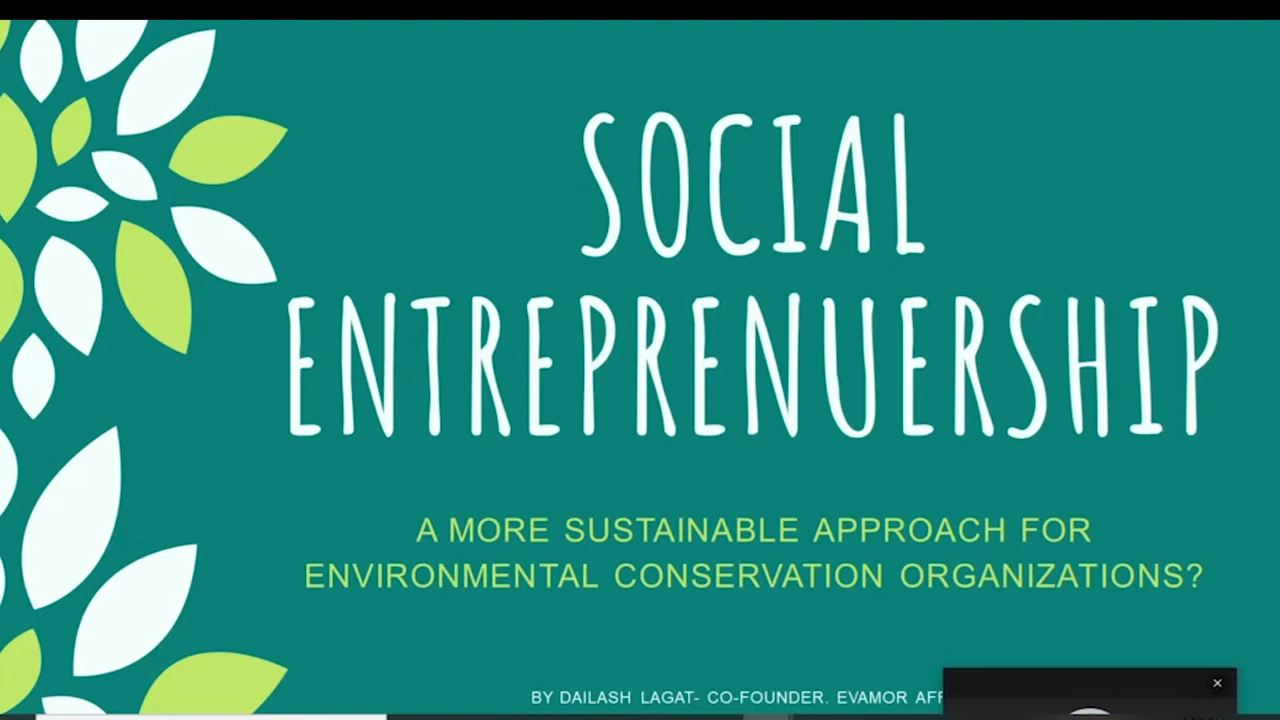 SOCIAL
ENTREPRENUERSHIP
A MORE SUSTAINABLE APPROACH FOR
ENVIRONMENTAL CONSERVATION ORGANIZATIONS?
BY DAILASH LAGAT- CO-FOUNDER. EVAMOR